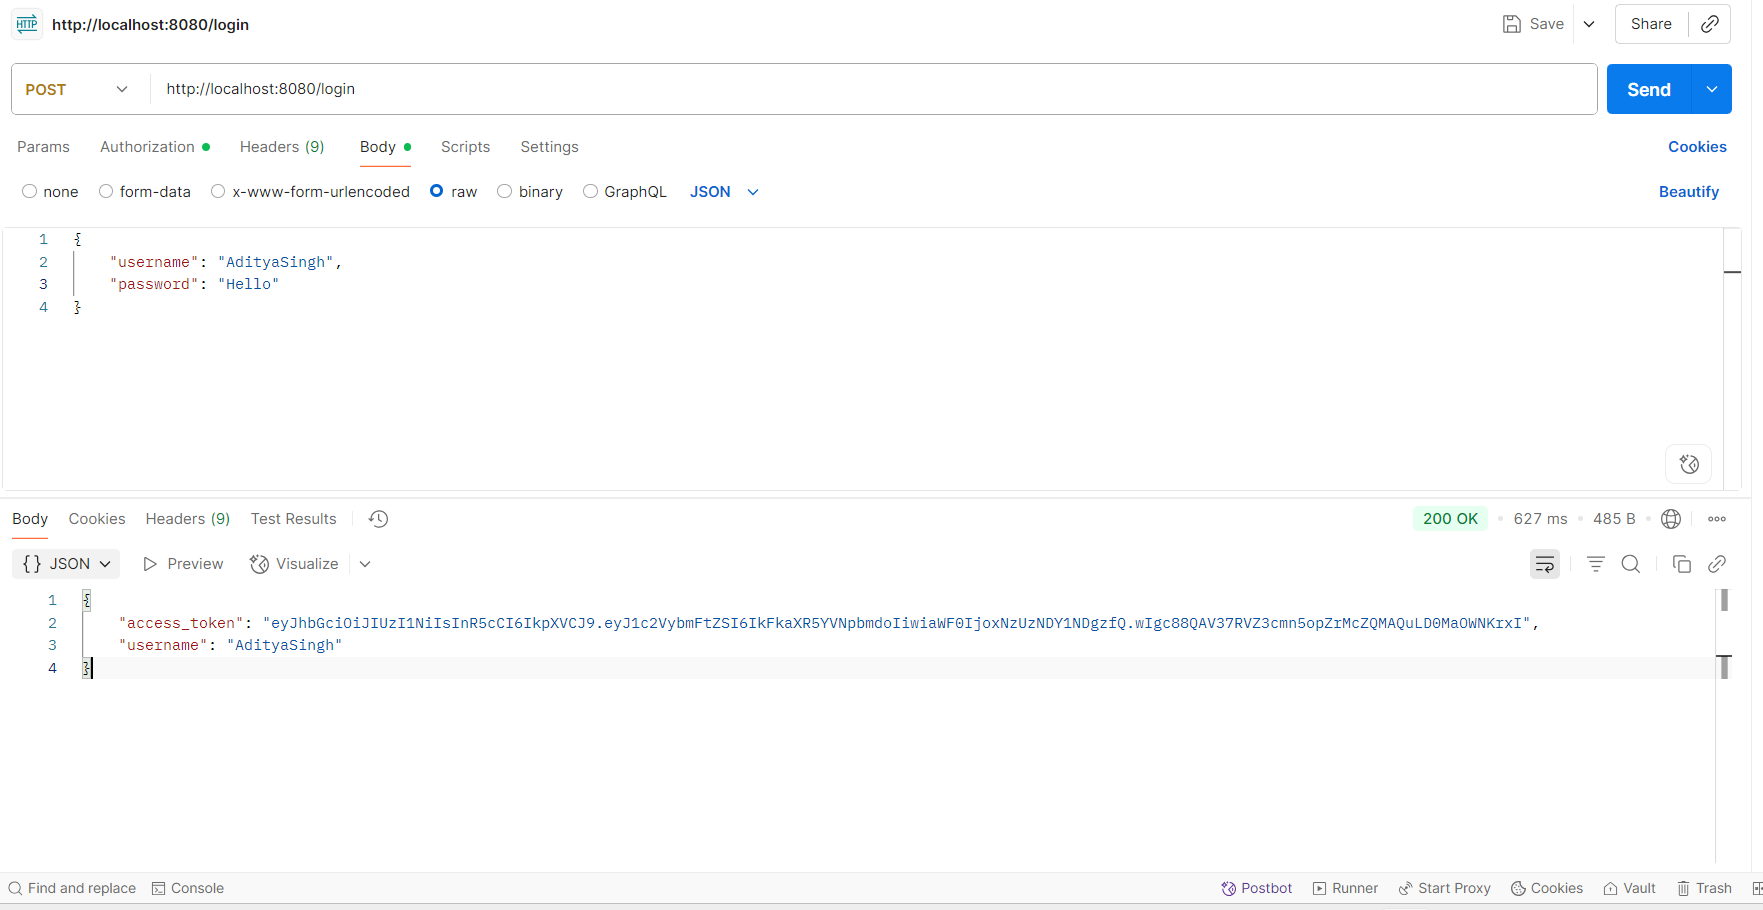 HTTP http://localhost:8080/login Save Share
POST http://localhost:8080/login Send
Params Authorization Headers (9) Body Scripts Settings Cookies
none form-data x-www-form-urlencoded raw binary GraphQL JSON Beautify
1 {
2 "username": "AdityaSingh",
3 "password": "Hello"
4 }
Body Cookies Headers (9) Test Results 200 OK 627 ms 485 B
{} JSON Preview Visualize
1 {
2 "access_token": "eyJhbGciOiJIUzI1NiIsInR5cCI6IkpXVCJ9.eyJ1c2VybmFtZSI6IkFkaXR5YVNpbmdoIiwiaWF0IjoxNzUzNDY1NDgzfQ.wIgc88QAV37RVZ3cmn5opZrMcZQMAQuLD0MaOWNKrxI",
3 "username": "AdityaSingh"
4 }
Find and replace Console Postbot Runner Start Proxy Cookies Vault Trash